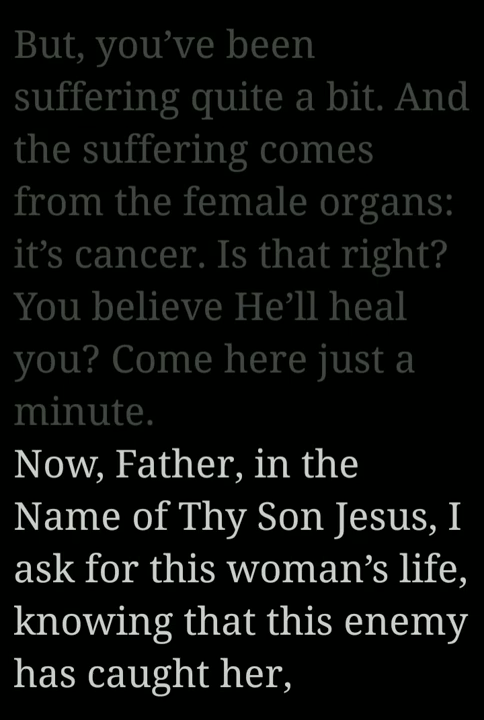 But, you’ve been
suffering quite a bit. And
the suffering comes
from the female organs:
it’s cancer. Is that right?
You believe He’ll heal
you? Come here just a
minute.
Now, Father, in the
Name of Thy Son Jesus, I
ask for this woman’s life,
knowing that this enemy
has caught her,